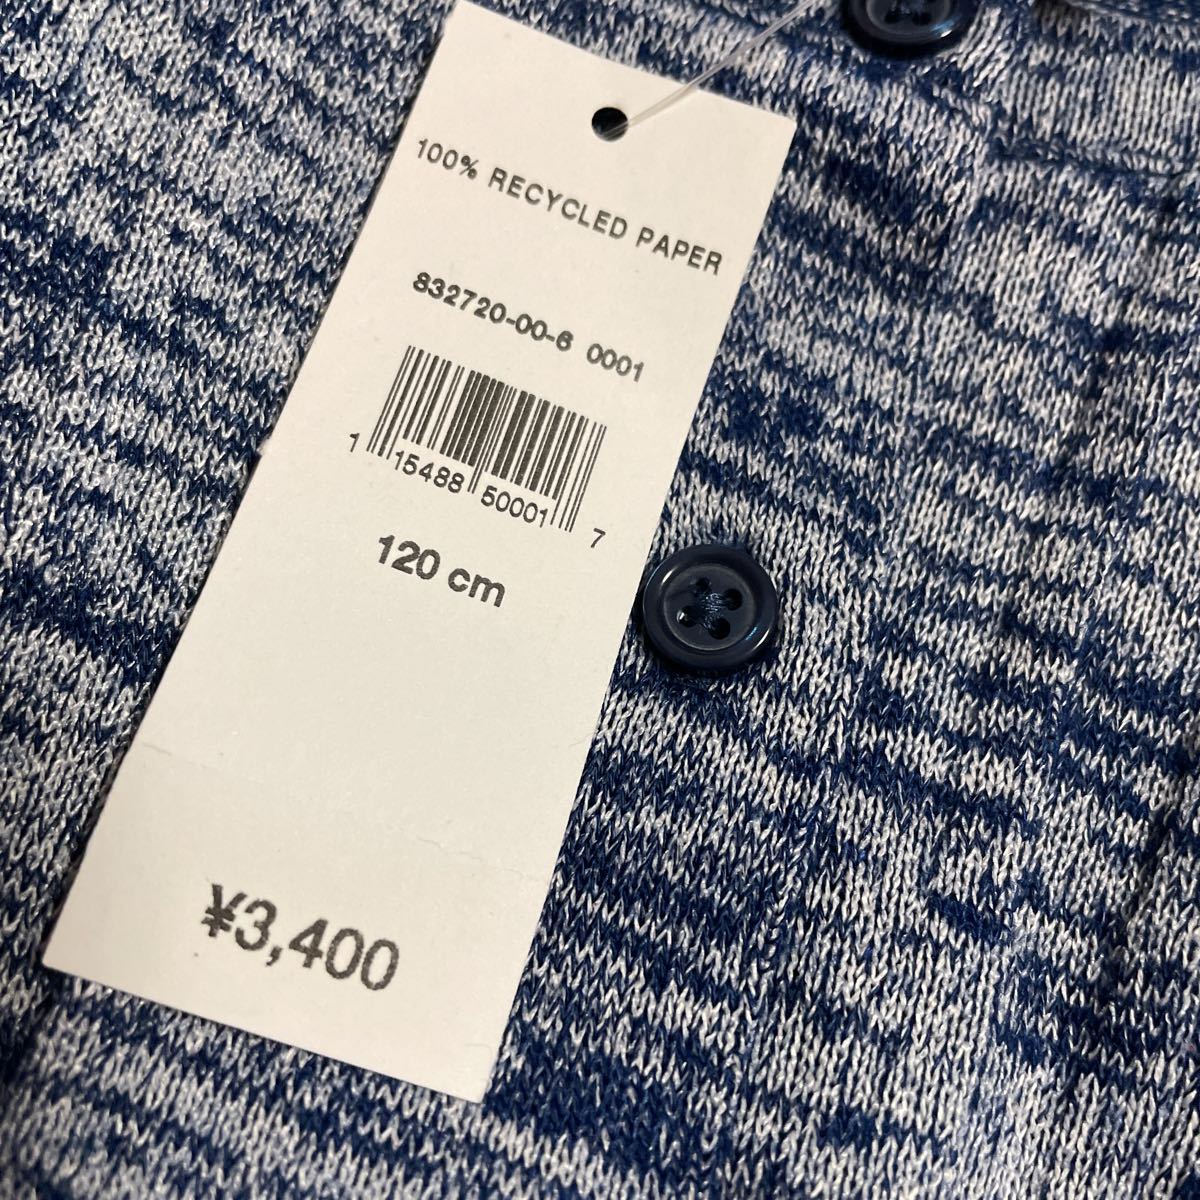 100% RECYCLED PAPER
832720-00-6 0001
1 15488 50001 7
120 cm
¥3,400